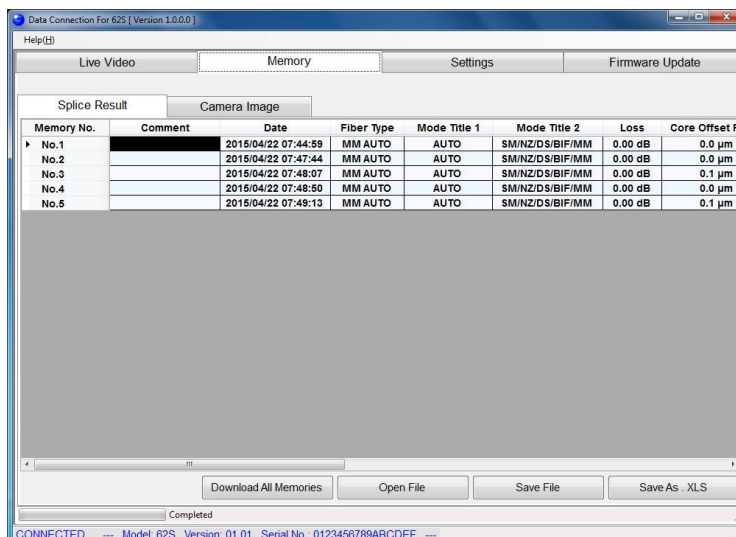 Data Connection For 62S [ Version 1.0.0.0 ]
Help(H)
Live Video Memory Settings Firmware Update
Splice Result Camera Image
Memory No. Comment Date Fiber Type Mode Title 1 Mode Title 2 Loss Core Offset
No.1 2015/04/22 07:44:59 MM AUTO AUTO SM/NZ/DS/BIF/MM 0.00 dB 0.0 µm
No.2 2015/04/22 07:47:44 MM AUTO AUTO SM/NZ/DS/BIF/MM 0.00 dB 0.0 µm
No.3 2015/04/22 07:48:07 MM AUTO AUTO SM/NZ/DS/BIF/MM 0.00 dB 0.1 µm
No.4 2015/04/22 07:48:50 MM AUTO AUTO SM/NZ/DS/BIF/MM 0.00 dB 0.0 µm
No.5 2015/04/22 07:49:13 MM AUTO AUTO SM/NZ/DS/BIF/MM 0.00 dB 0.1 µm
Download All Memories Open File Save File Save As . XLS
Completed
CONNECTED --- Model: 62S Version: 01.01 Serial No.: 0123456789ABCDEF ---